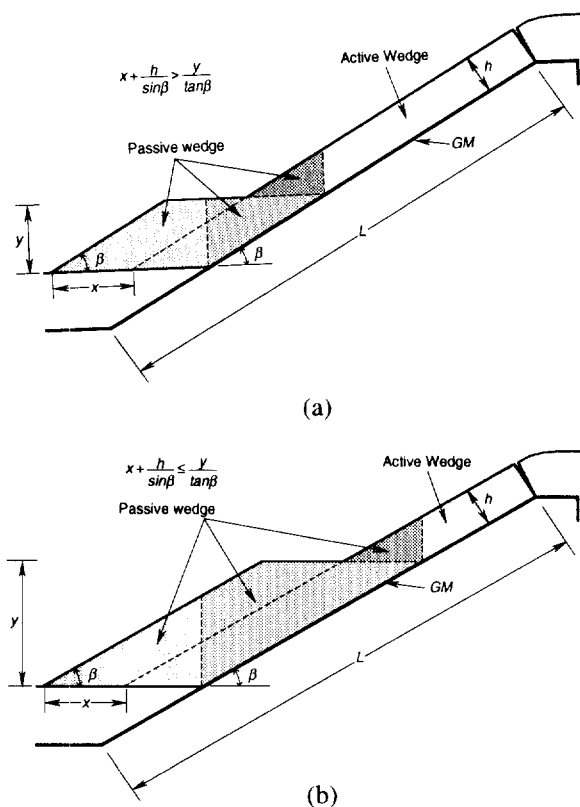 x + h/sinβ > y/tanβ
Active Wedge
h
Passive wedge
GM
y
β
β
L
x
(a)
x + h/sinβ ≤ y/tanβ
Active Wedge
Passive wedge
h
GM
y
β
β
L
x
(b)